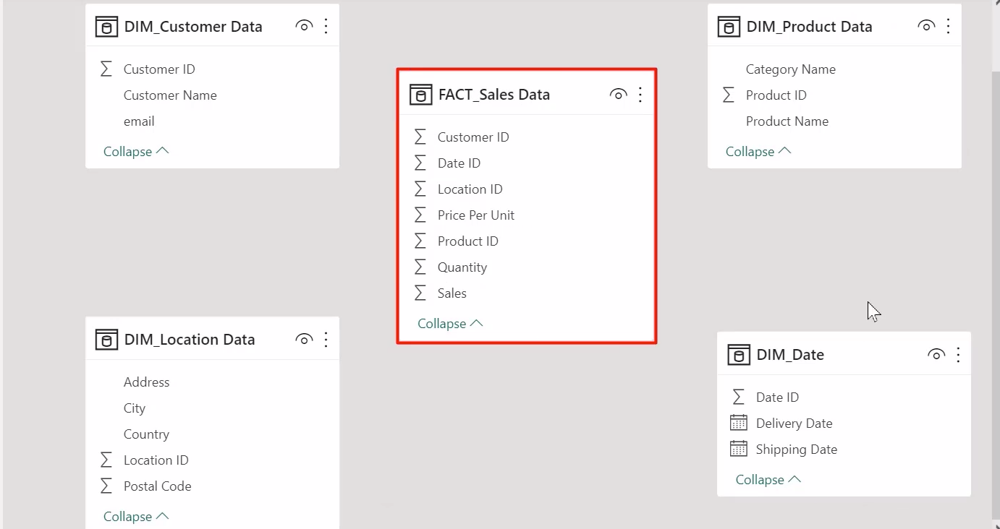 DIM_Customer Data
Customer ID
Customer Name
email
Collapse
FACT_Sales Data
Customer ID
Date ID
Location ID
Price Per Unit
Product ID
Quantity
Sales
Collapse
DIM_Product Data
Category Name
Product ID
Product Name
Collapse
DIM_Location Data
Address
City
Country
Location ID
Postal Code
Collapse
DIM_Date
Date ID
Delivery Date
Shipping Date
Collapse